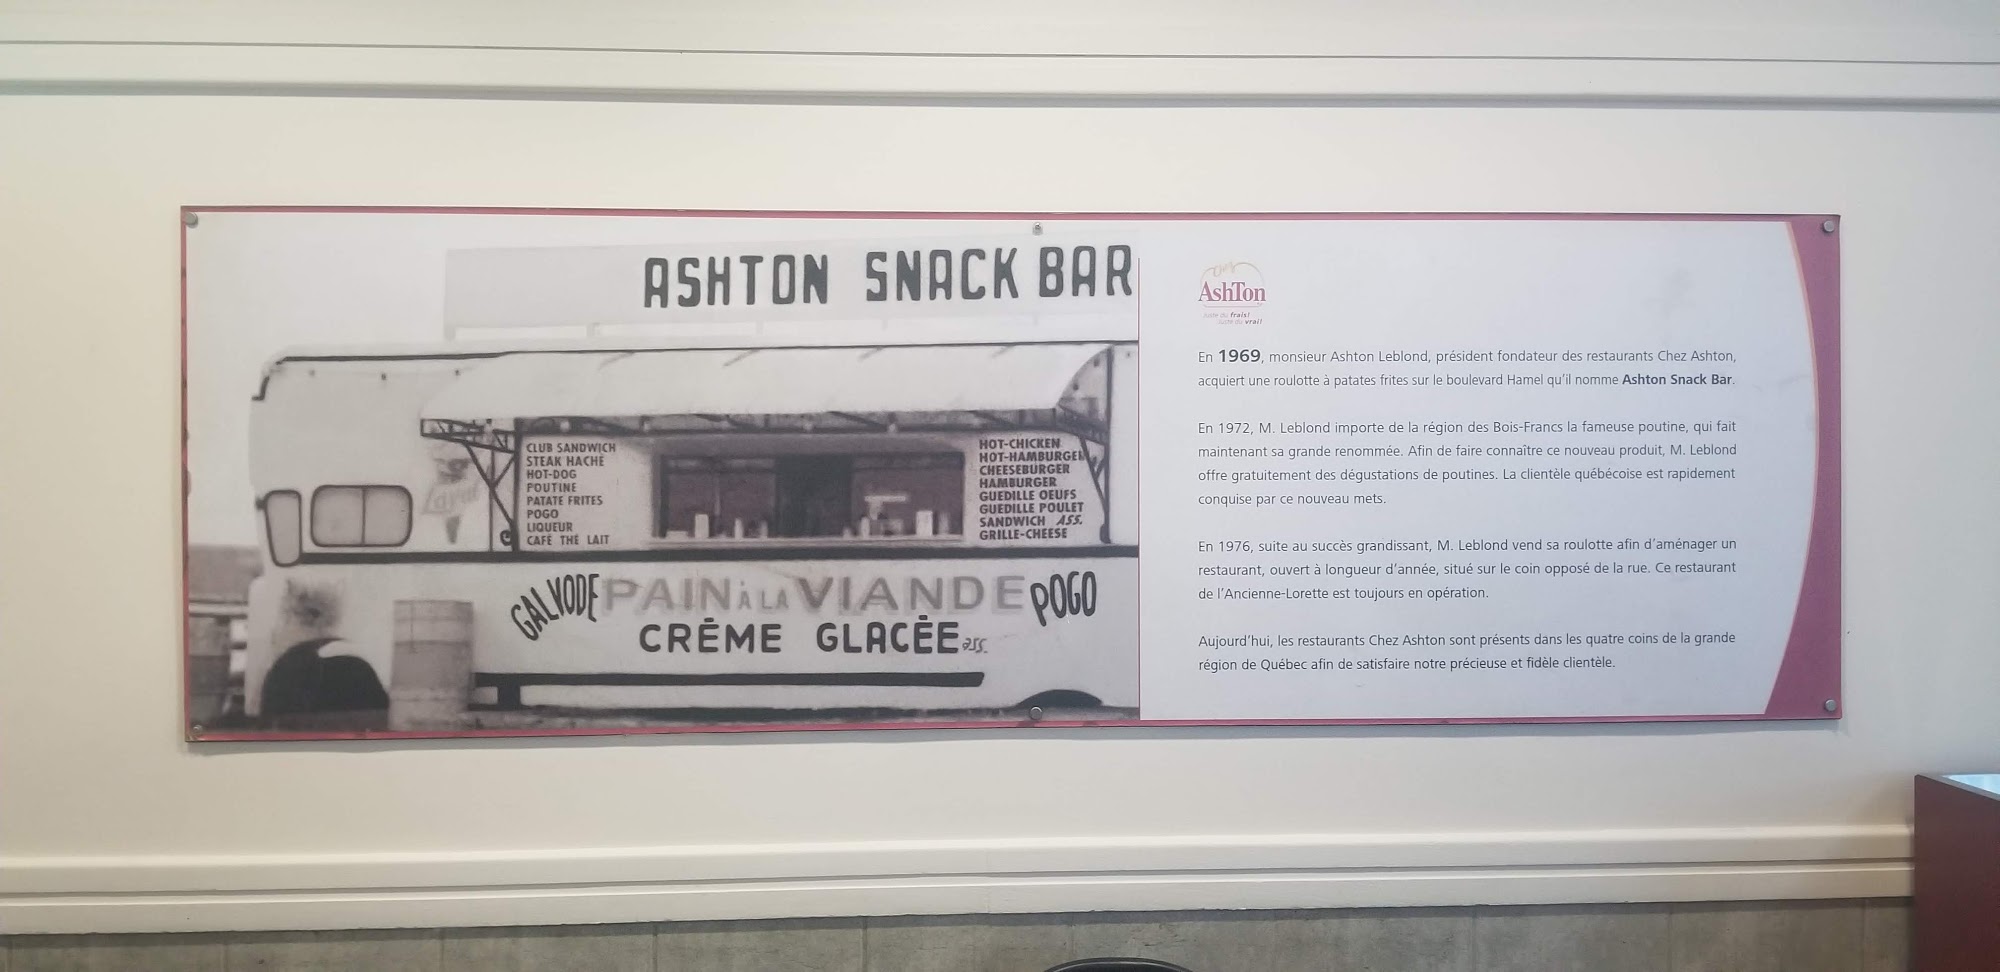 ASHTON SNACK BAR
CLUB SANDWICH
STEAK HACHÉ
HOT-DOG
POUTINE
PATATE FRITES
POGO
LIQUEUR
CAFÉ THÉ LAIT
HOT-CHICKEN
HOT-HAMBURGER
CHEESEBURGER
HAMBURGER
GUEDILLE OEUFS
GUEDILLE POULET
SANDWICH ASS.
GRILLE-CHEESE
GALVODE PAIN À LA VIANDE POGO
CRÊME GLACÉE ass.
Chez
AshTon
Juste du frais!
Juste du vrai!
En 1969, monsieur Ashton Leblond, président fondateur des restaurants Chez Ashton,
acquiert une roulotte à patates frites sur le boulevard Hamel qu'il nomme Ashton Snack Bar.
En 1972, M. Leblond importe de la région des Bois-Francs la fameuse poutine, qui fait
maintenant sa grande renommée. Afin de faire connaître ce nouveau produit, M. Leblond
offre gratuitement des dégustations de poutines. La clientèle québécoise est rapidement
conquise par ce nouveau mets.
En 1976, suite au succès grandissant, M. Leblond vend sa roulotte afin d'aménager un
restaurant, ouvert à longueur d'année, situé sur le coin opposé de la rue. Ce restaurant
de l'Ancienne-Lorette est toujours en opération.
Aujourd'hui, les restaurants Chez Ashton sont présents dans les quatre coins de la grande
région de Québec afin de satisfaire notre précieuse et fidèle clientèle.